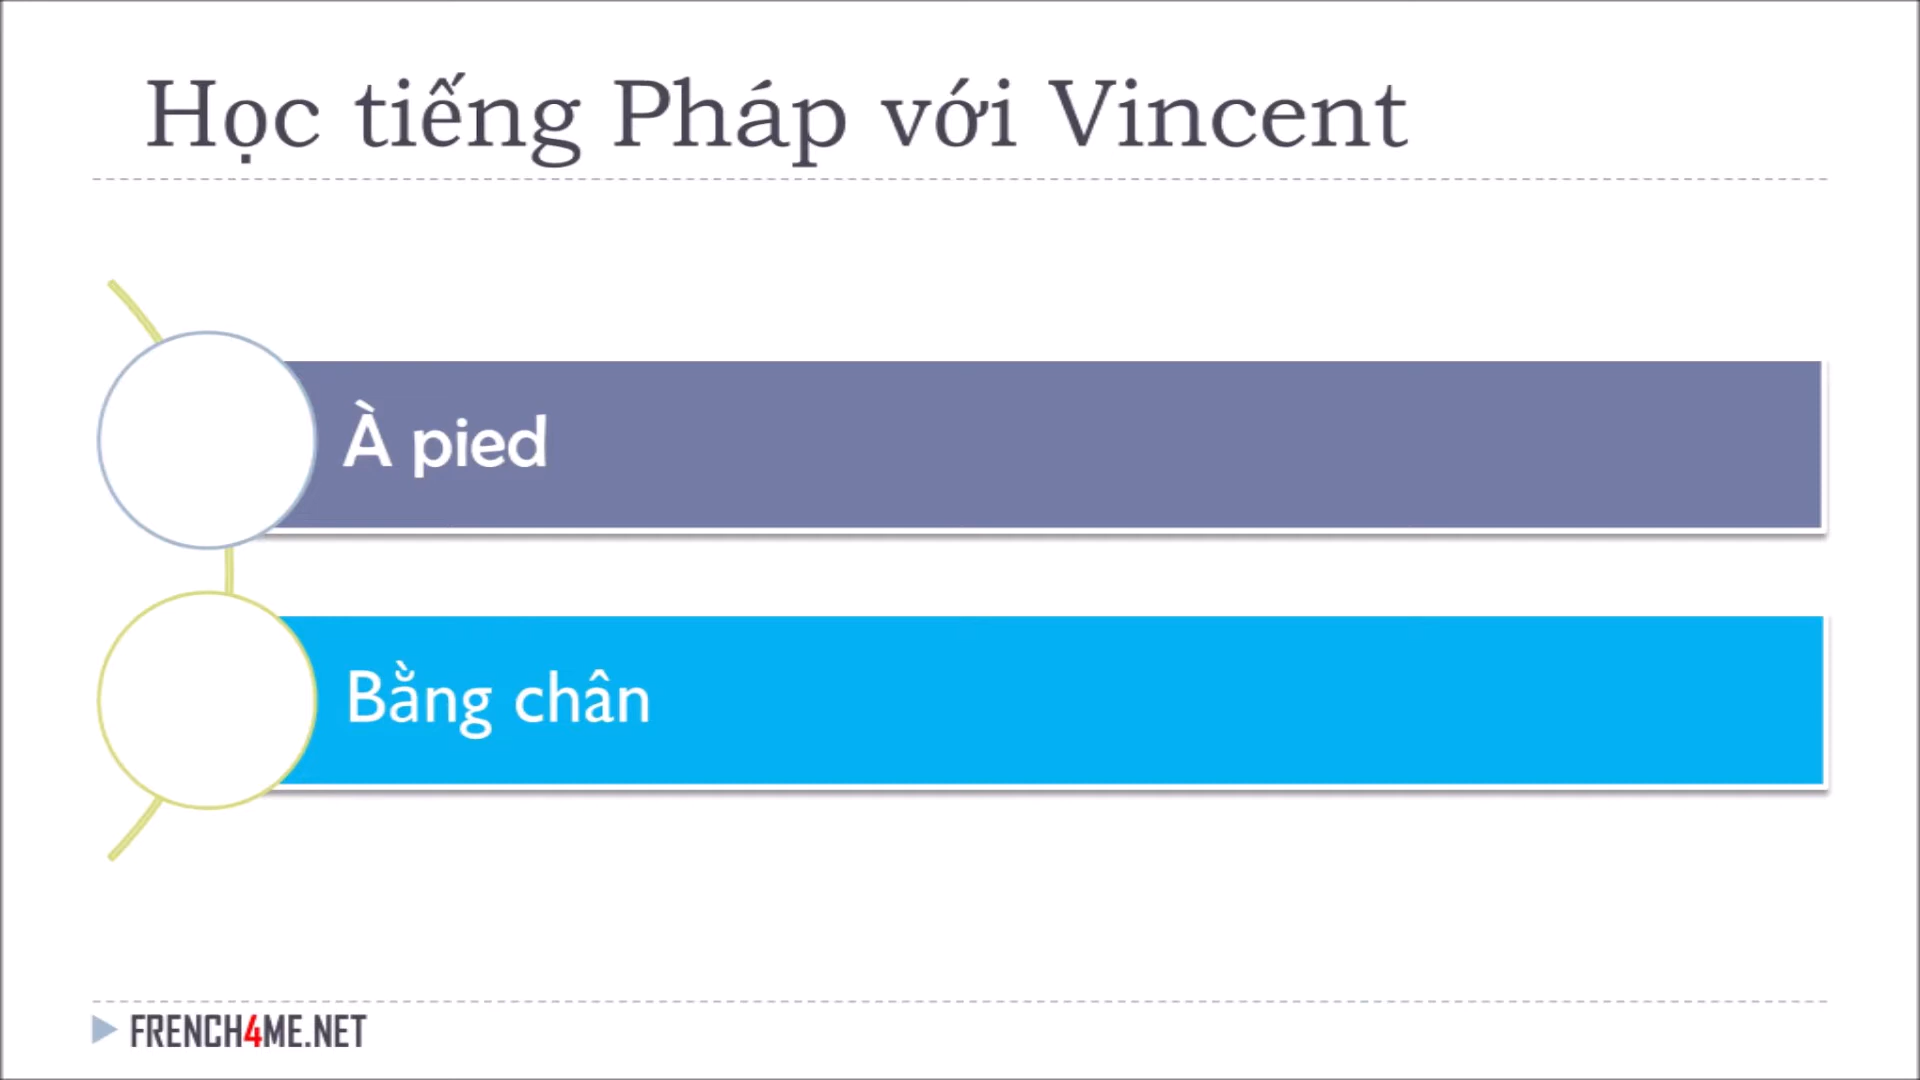 Học tiếng Pháp với Vincent
À pied
Bằng chân
FRENCH4ME.NET